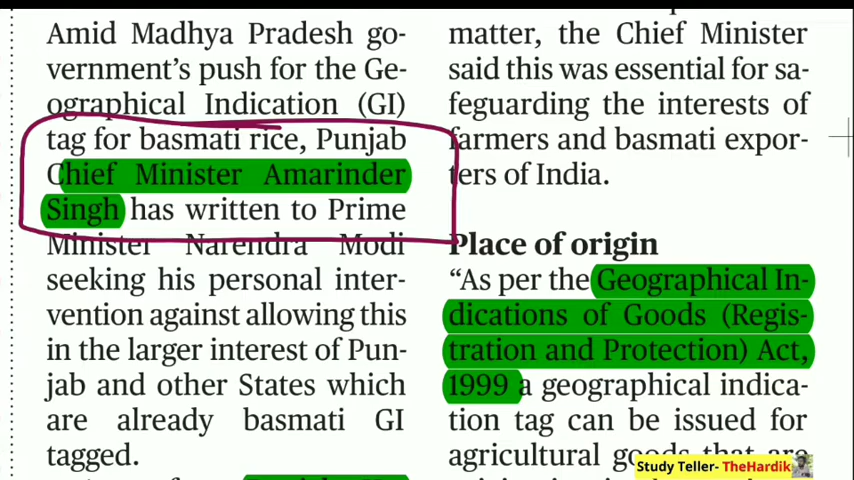 Amid Madhya Pradesh go-
vernment's push for the Ge-
ographical Indication (GI)
tag for basmati rice, Punjab
Chief Minister Amarinder
Singh has written to Prime
Minister Narendra Modi
seeking his personal inter-
vention against allowing this
in the larger interest of Pun-
jab and other States which
are already basmati GI
tagged.
matter, the Chief Minister
said this was essential for sa-
feguarding the interests of
farmers and basmati expor-
ters of India.
Place of origin
“As per the Geographical In-
dications of Goods (Regis-
tration and Protection) Act,
1999 a geographical indica-
tion tag can be issued for
agricultural goods that are
Study Teller- TheHardik